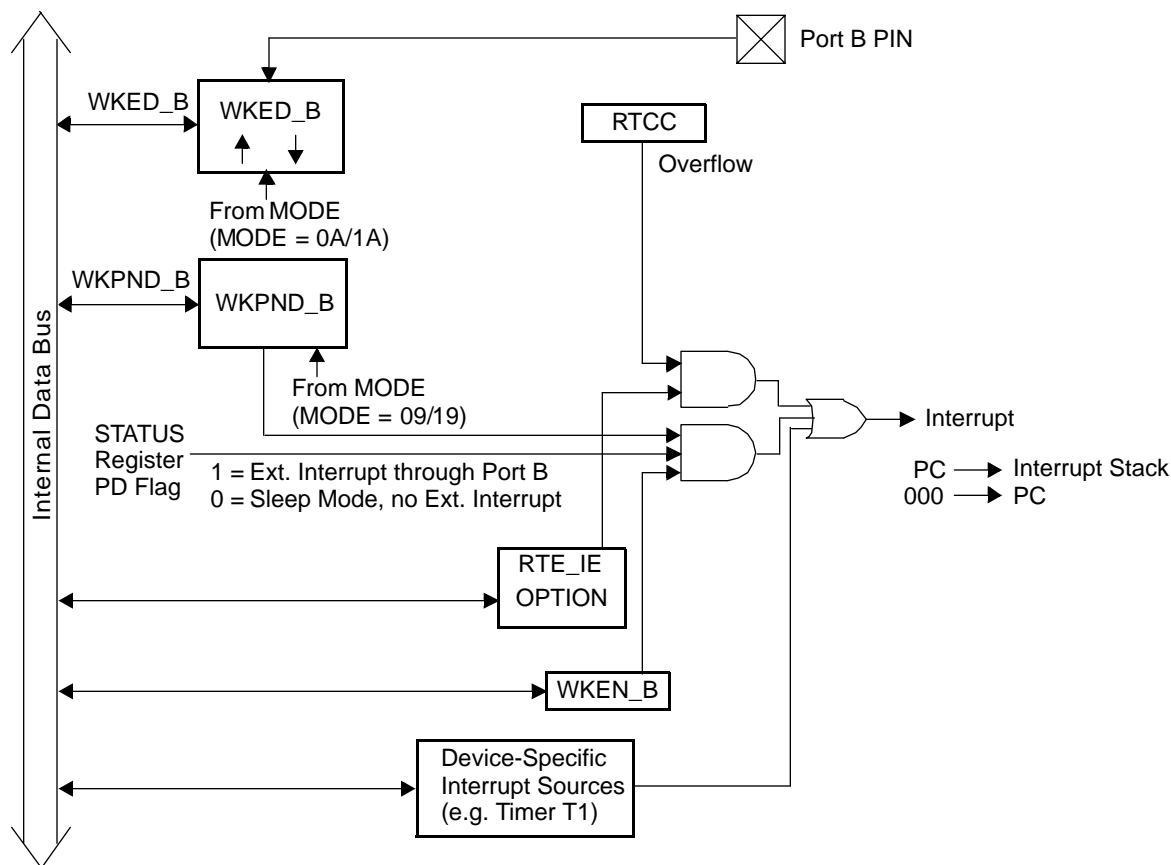 Port B PIN
WKED_B
WKED_B
RTCC
Overflow
From MODE
(MODE = 0A/1A)
WKPND_B
WKPND_B
Internal Data Bus
From MODE
(MODE = 09/19)
STATUS
Register
PD Flag
1 = Ext. Interrupt through Port B
0 = Sleep Mode, no Ext. Interrupt
Interrupt
PC Interrupt Stack
000 PC
RTE_IE
OPTION
WKEN_B
Device-Specific
Interrupt Sources
(e.g. Timer T1)